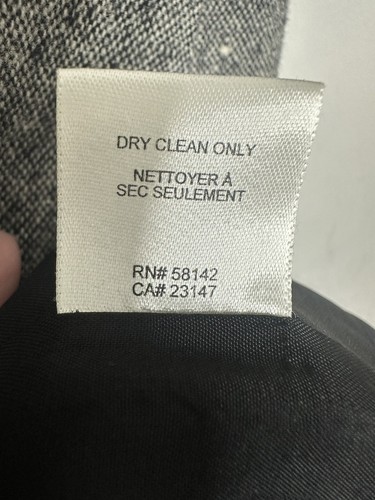 DRY CLEAN ONLY
NETTOYER À
SEC SEULEMENT
RN# 58142
CA# 23147